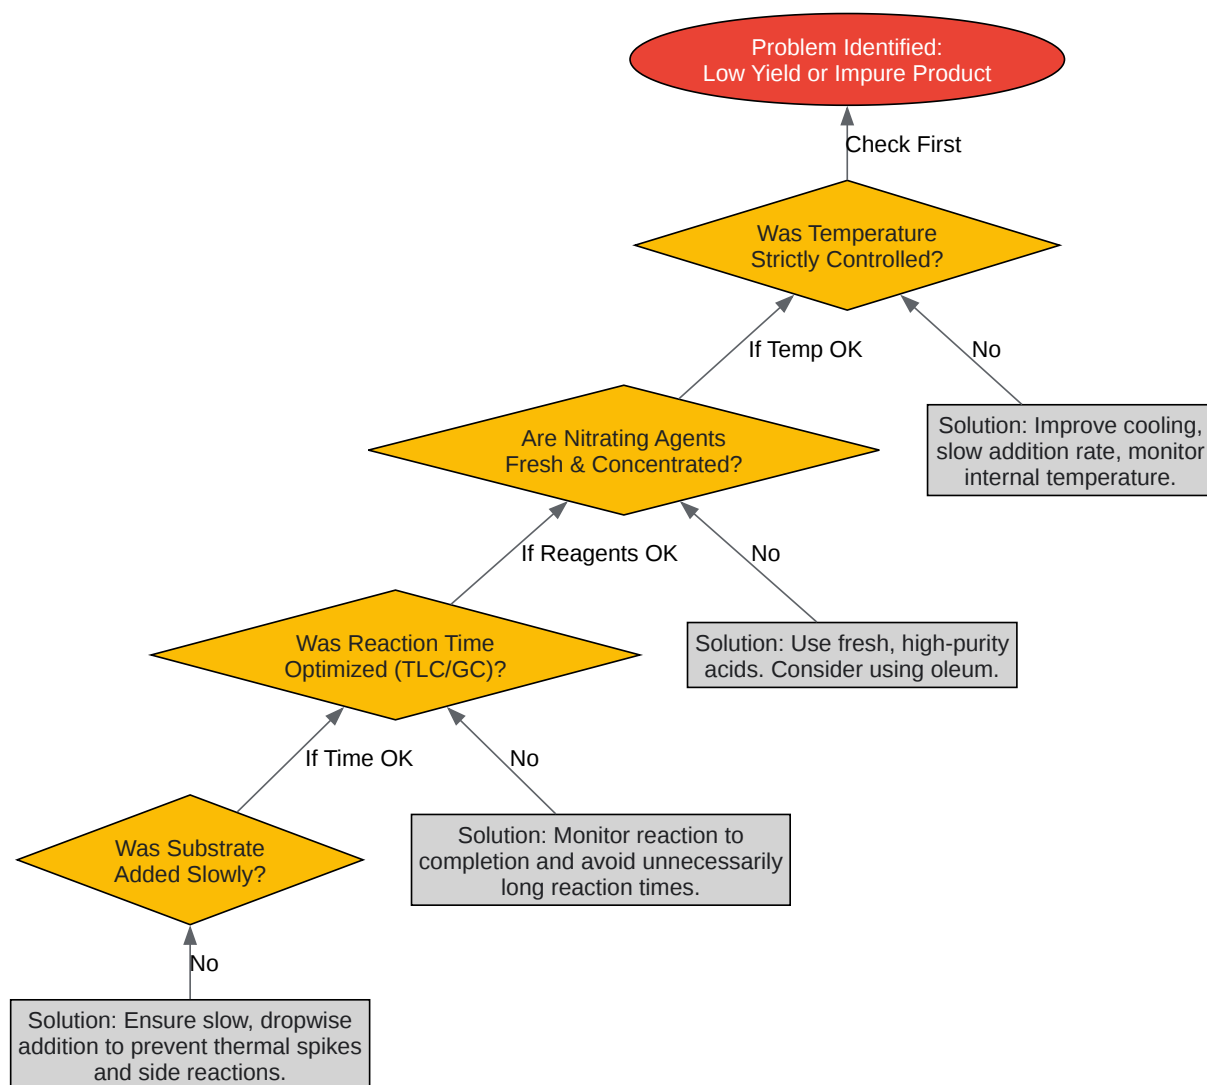 Problem Identified:
Low Yield or Impure Product
Check First
Was Temperature
Strictly Controlled?
If Temp OK
No
Are Nitrating Agents
Fresh & Concentrated?
Solution: Improve cooling,
slow addition rate, monitor
internal temperature.
If Reagents OK
No
Was Reaction Time
Optimized (TLC/GC)?
Solution: Use fresh, high-purity
acids. Consider using oleum.
If Time OK
No
Was Substrate
Added Slowly?
Solution: Monitor reaction to
completion and avoid unnecessarily
long reaction times.
No
Solution: Ensure slow, dropwise
addition to prevent thermal spikes
and side reactions.